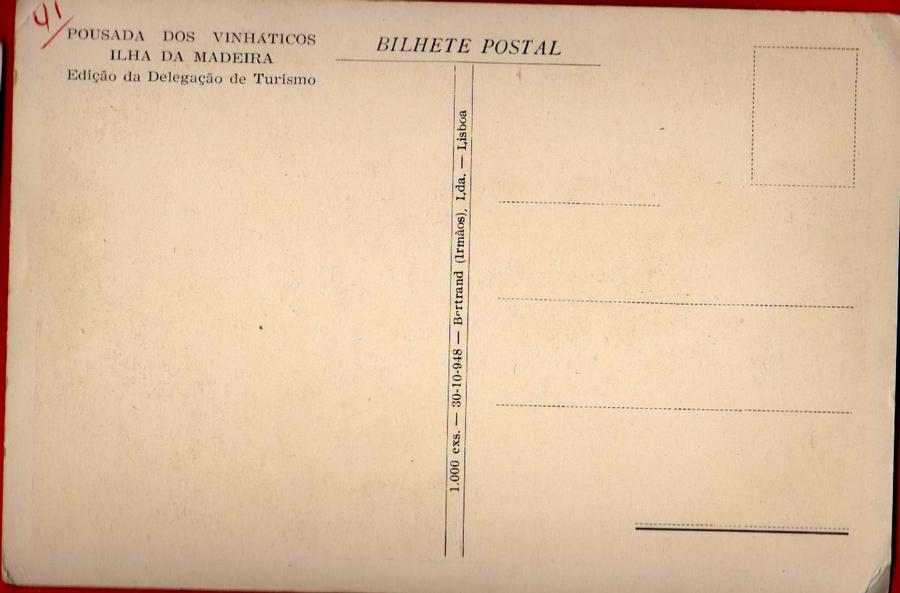 41
POUSADA DOS VINHÁTICOS
ILHA DA MADEIRA
Edição da Delegação de Turismo
BILHETE POSTAL
1.000 exs. — 30-10-948 — Bertrand (Irmãos), Lda. — Lisboa